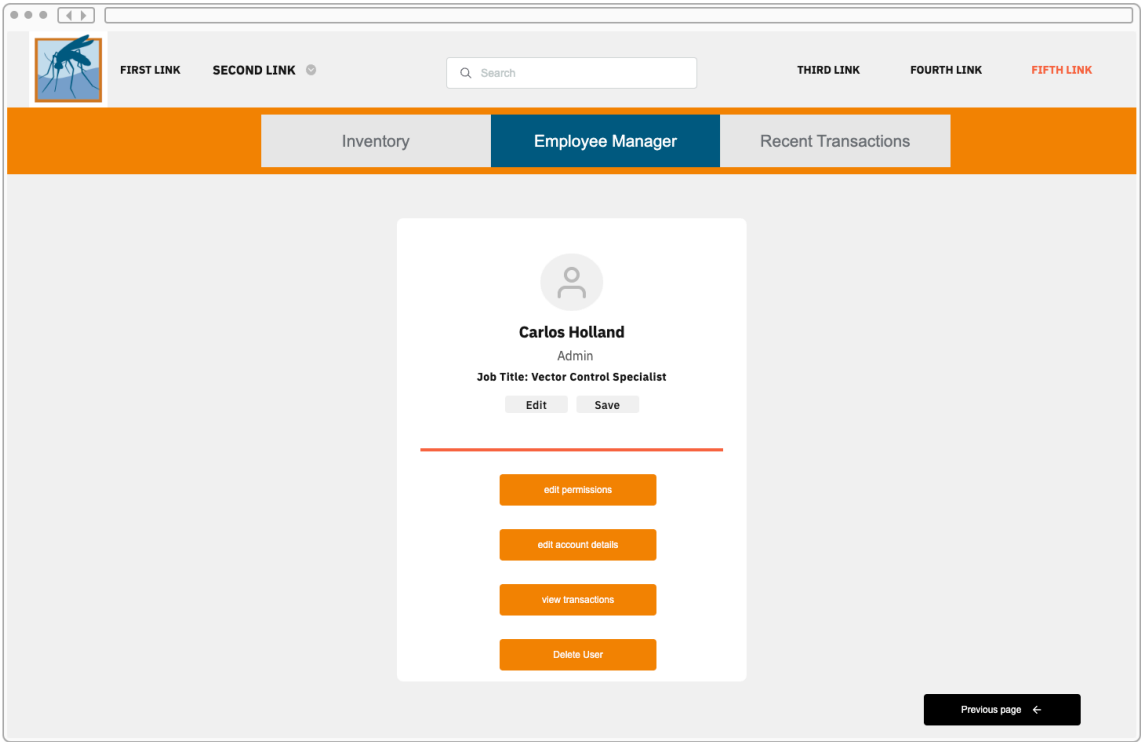 FIRST LINK SECOND LINK Search THIRD LINK FOURTH LINK FIFTH LINK
Inventory Employee Manager Recent Transactions
Carlos Holland
Admin
Job Title: Vector Control Specialist
Edit Save
edit permissions
edit account details
view transactions
Delete User
Previous page